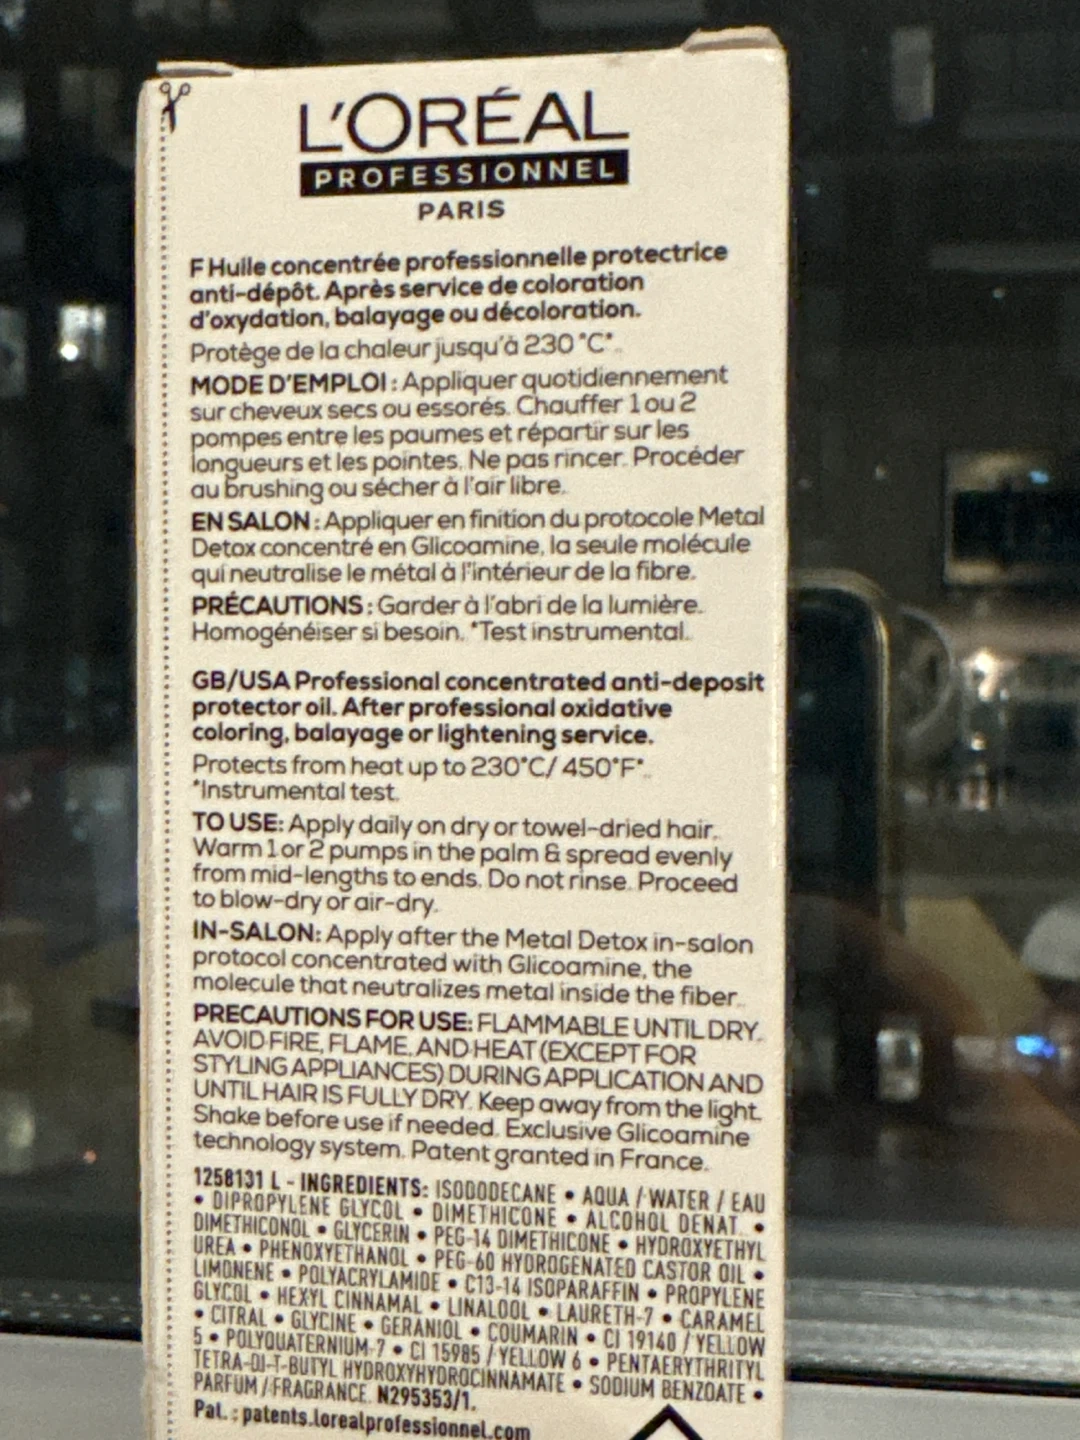 L'ORÉAL
PROFESSIONNEL
PARIS
F Huile concentrée professionnelle protectrice
anti-dépôt. Après service de coloration
d'oxydation, balayage ou décoloration.
Protège de la chaleur jusqu'à 230°C*.
MODE D'EMPLOI : Appliquer quotidiennement
sur cheveux secs ou essorés. Chauffer 1 ou 2
pompes entre les paumes et répartir sur les
longueurs et les pointes. Ne pas rincer. Procéder
au brushing ou sécher à l'air libre.
EN SALON : Appliquer en finition du protocole Metal
Detox concentré en Glicoamine, la seule molécule
qui neutralise le métal à l'intérieur de la fibre.
PRÉCAUTIONS : Garder à l'abri de la lumière.
Homogénéiser si besoin. *Test instrumental.
GB/USA Professional concentrated anti-deposit
protector oil. After professional oxidative
coloring, balayage or lightening service.
Protects from heat up to 230°C/ 450°F*.
*Instrumental test.
TO USE: Apply daily on dry or towel-dried hair.
Warm 1 or 2 pumps in the palm & spread evenly
from mid-lengths to ends. Do not rinse. Proceed
to blow-dry or air-dry.
IN-SALON: Apply after the Metal Detox in-salon
protocol concentrated with Glicoamine, the
molecule that neutralizes metal inside the fiber.
PRECAUTIONS FOR USE: FLAMMABLE UNTIL DRY.
AVOID FIRE, FLAME, AND HEAT (EXCEPT FOR
STYLING APPLIANCES) DURING APPLICATION AND
UNTIL HAIR IS FULLY DRY. Keep away from the light.
Shake before use if needed. Exclusive Glicoamine
technology system. Patent granted in France.
1258131 L - INGREDIENTS: ISODODECANE • AQUA / WATER / EAU
• DIPROPYLENE GLYCOL • DIMETHICONE • ALCOHOL DENAT. •
DIMETHICONOL • GLYCERIN • PEG-14 DIMETHICONE • HYDROXYETHYL
UREA • PHENOXYETHANOL • PEG-60 HYDROGENATED CASTOR OIL •
LIMONENE • POLYACRYLAMIDE • C13-14 ISOPARAFFIN • PROPYLENE
GLYCOL • HEXYL CINNAMAL • LINALOOL • LAURETH-7 • CARAMEL
• CITRAL • GLYCINE • GERANIOL • COUMARIN • CI 19140 / YELLOW
5 • POLYQUATERNIUM-7 • CI 15985 / YELLOW 6 • PENTAERYTHRITYL
TETRA-DI-T-BUTYL HYDROXYHYDROCINNAMATE • SODIUM BENZOATE •
PARFUM / FRAGRANCE. N295353/1.
Pat. : patents.lorealprofessionnel.com